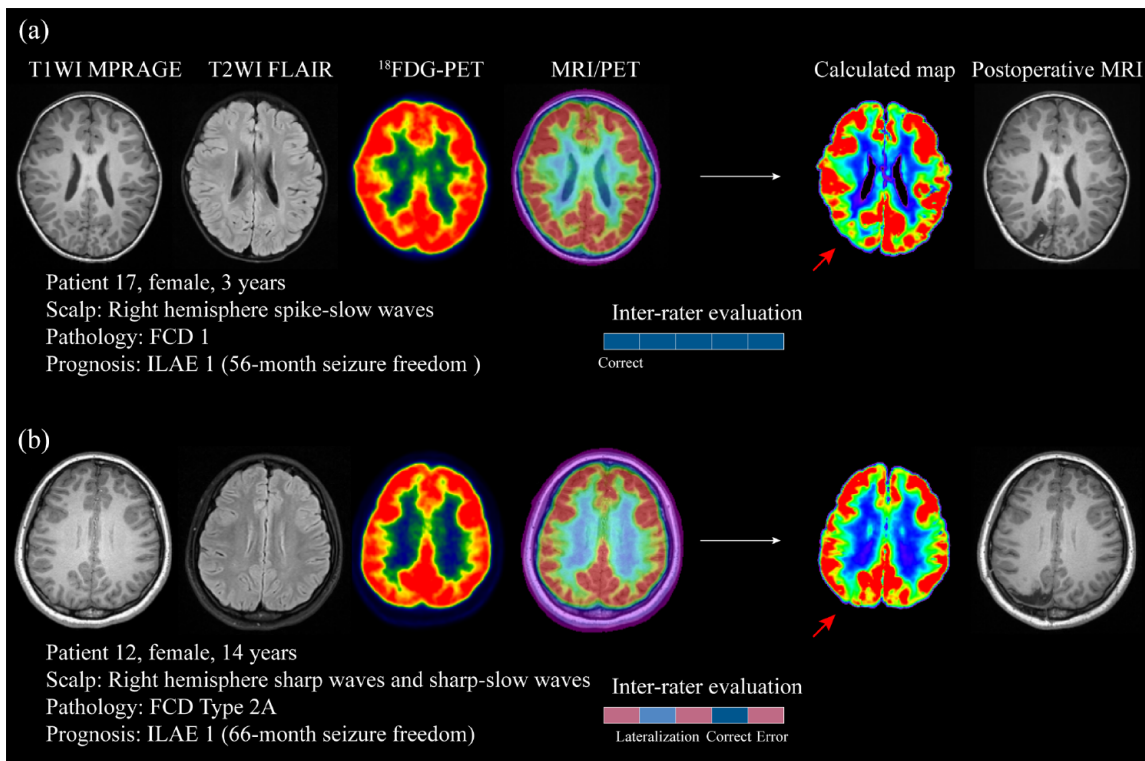 (a)
T1WI MPRAGE T2WI FLAIR ¹⁸FDG-PET MRI/PET Calculated map Postoperative MRI
Patient 17, female, 3 years
Scalp: Right hemisphere spike-slow waves
Pathology: FCD 1
Prognosis: ILAE 1 (56-month seizure freedom )
Inter-rater evaluation
Correct
(b)
Patient 12, female, 14 years
Scalp: Right hemisphere sharp waves and sharp-slow waves
Pathology: FCD Type 2A
Prognosis: ILAE 1 (66-month seizure freedom)
Inter-rater evaluation
Lateralization Correct Error